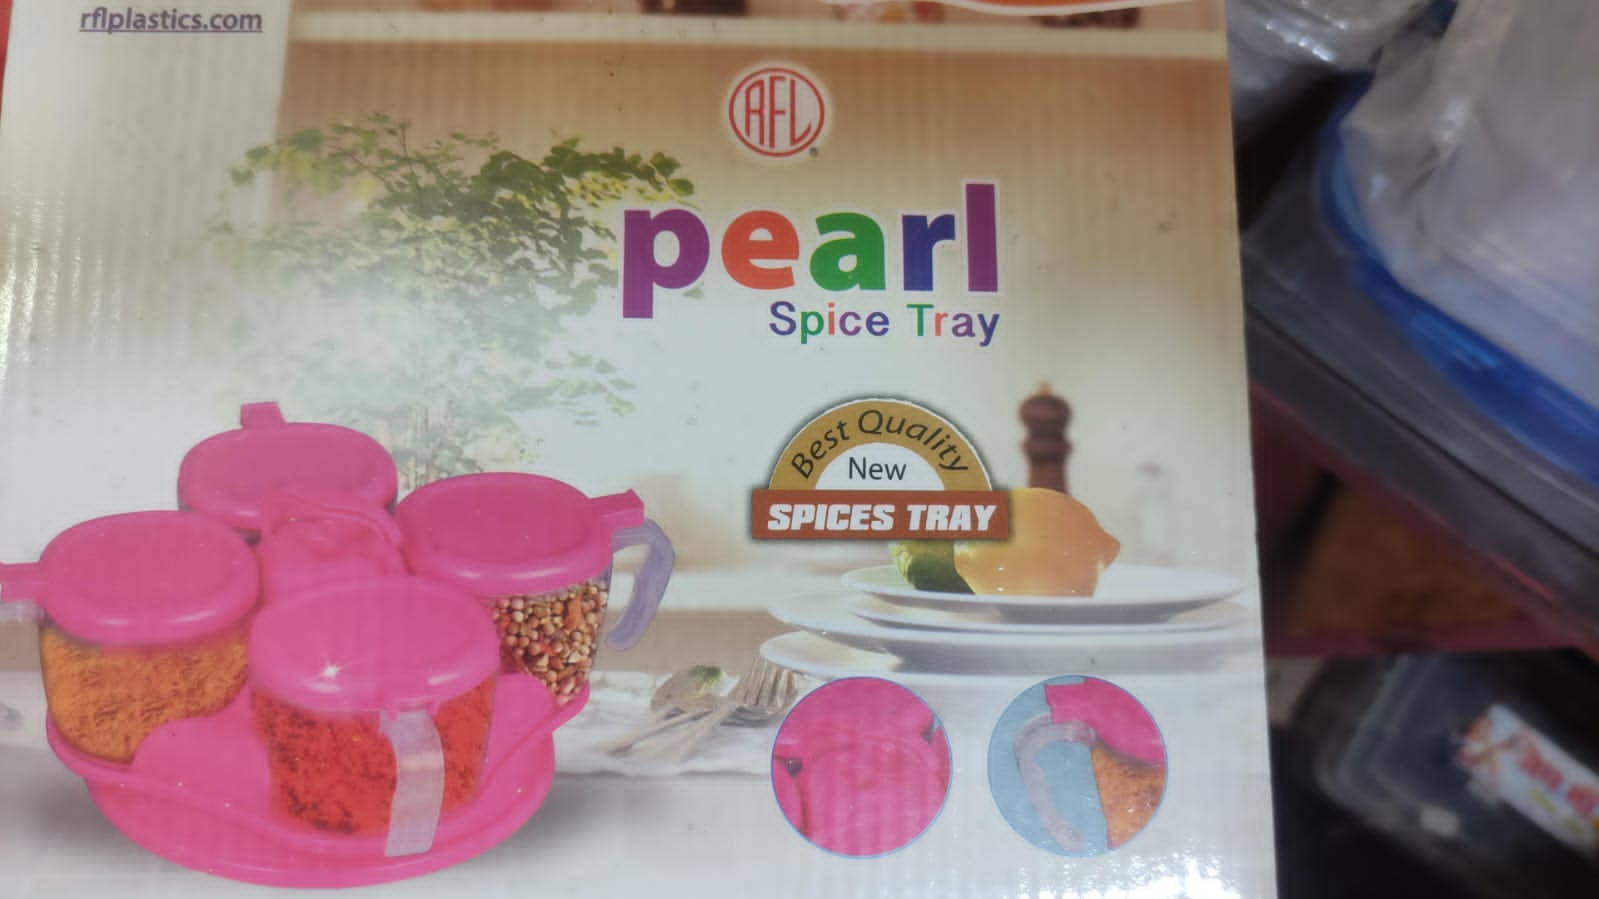 rflplastics.com
RFL
pearl
Spice Tray
Best Quality
New
SPICES TRAY